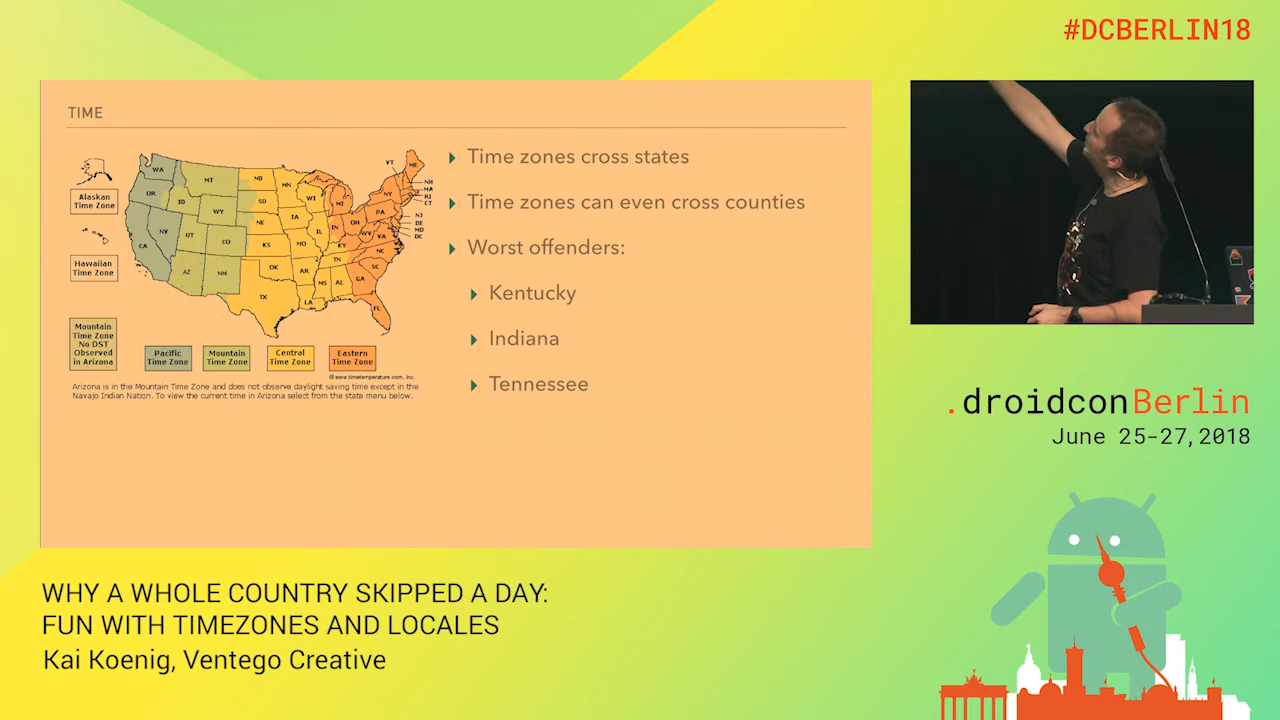 #DCBERLIN18
TIME
WA
OR
CA
NV
ID
MT
WY
UT
CO
AZ
NM
ND
SD
NE
KS
OK
TX
MN
IA
MO
AR
LA
WI
IL
MI
IN
OH
KY
TN
MS
AL
GA
FL
SC
NC
VA
WV
PA
NY
VT
ME
NH
MA
RI
CT
NJ
DE
MD
DC
Alaskan
Time Zone
Hawaiian
Time Zone
Mountain
Time Zone
No DST
Observed
in Arizona
Pacific
Time Zone
Mountain
Time Zone
Central
Time Zone
Eastern
Time Zone
© www.timetemperature.com, inc.
Arizona is in the Mountain Time Zone and does not observe daylight saving time except in the
Navajo Indian Nation. To view the current time in Arizona select from the state menu below.
Time zones cross states
Time zones can even cross counties
Worst offenders:
Kentucky
Indiana
Tennessee
.droidconBerlin
June 25-27,2018
WHY A WHOLE COUNTRY SKIPPED A DAY:
FUN WITH TIMEZONES AND LOCALES
Kai Koenig, Ventego Creative